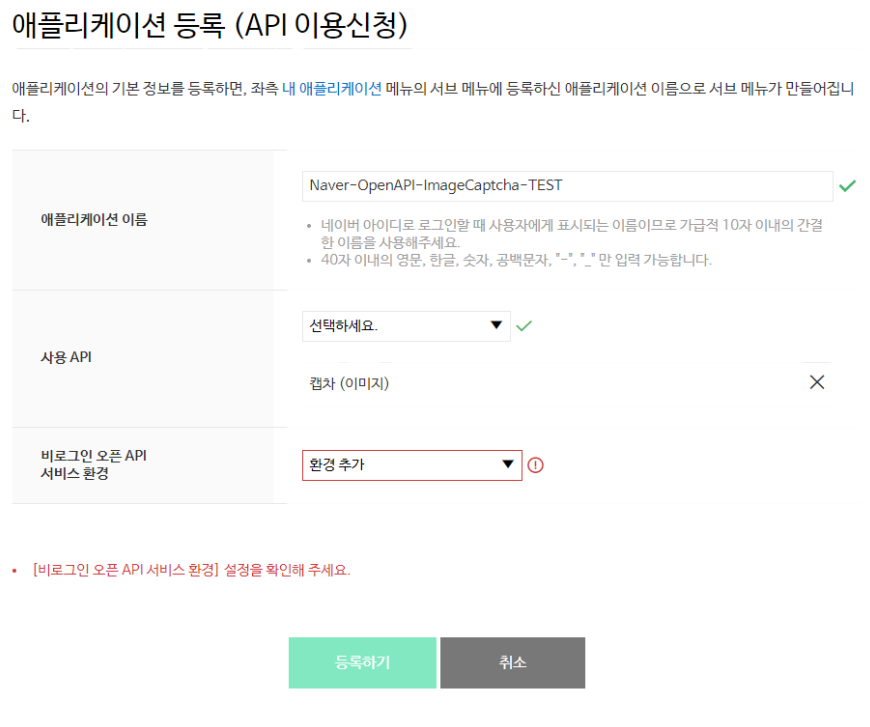 애플리케이션 등록 (API 이용신청)
애플리케이션의 기본 정보를 등록하면, 좌측 내 애플리케이션 메뉴의 서브 메뉴에 등록하신 애플리케이션 이름으로 서브 메뉴가 만들어집니
다.
애플리케이션 이름
Naver-OpenAPI-ImageCaptcha-TEST
• 네이버 아이디로 로그인할 때 사용자에게 표시되는 이름이므로 가급적 10자 이내의 간결
한 이름을 사용해주세요.
• 40자 이내의 영문, 한글, 숫자, 공백문자, "-", "_" 만 입력 가능합니다.
사용 API
선택하세요.
캡차 (이미지)
비로그인 오픈 API
서비스 환경
환경 추가
• [비로그인 오픈 API 서비스 환경] 설정을 확인해 주세요.
등록하기
취소